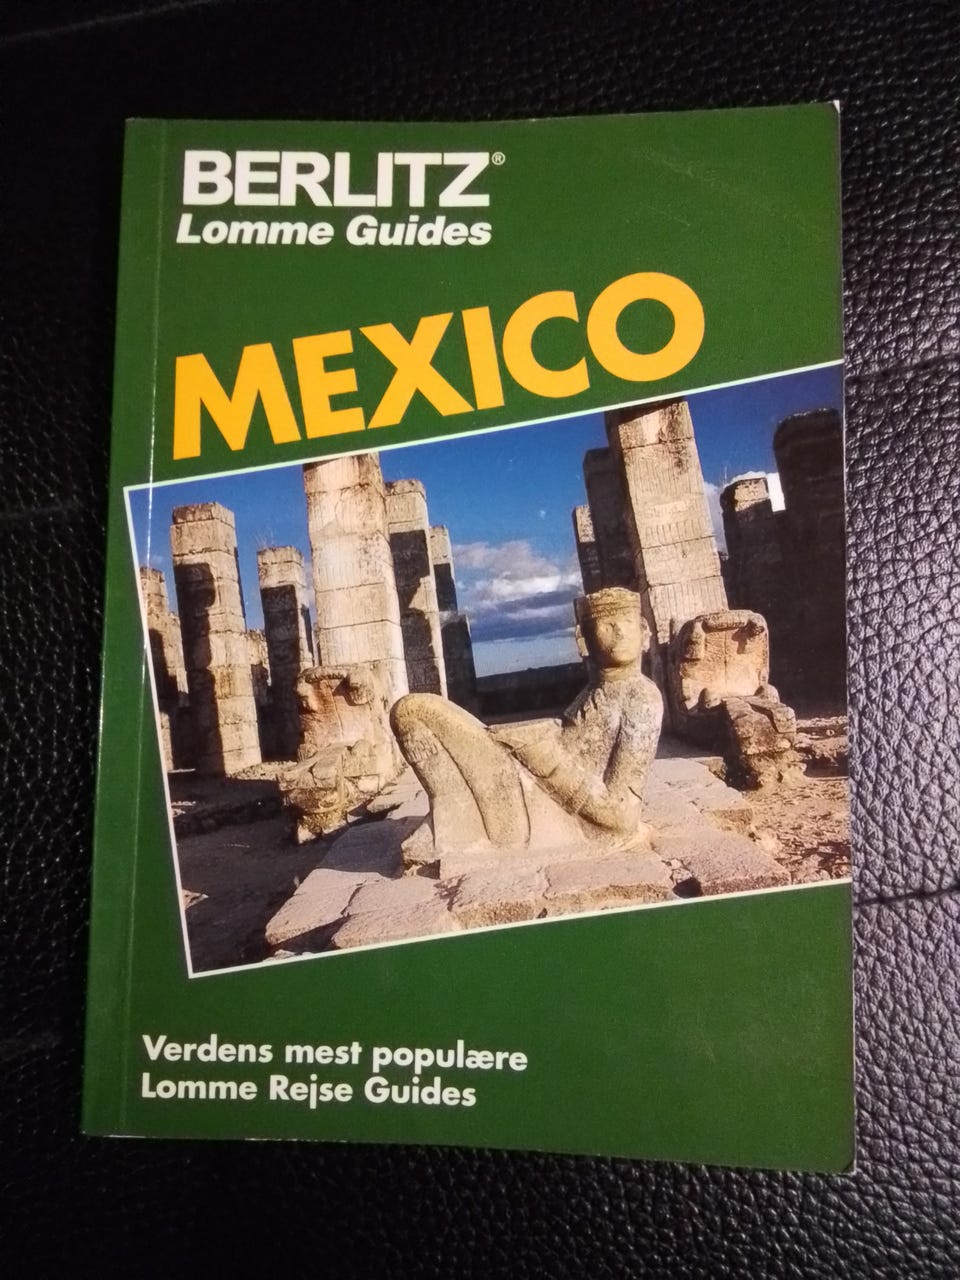 BERLITZ®
Lomme Guides
MEXICO
Verdens mest populære
Lomme Rejse Guides